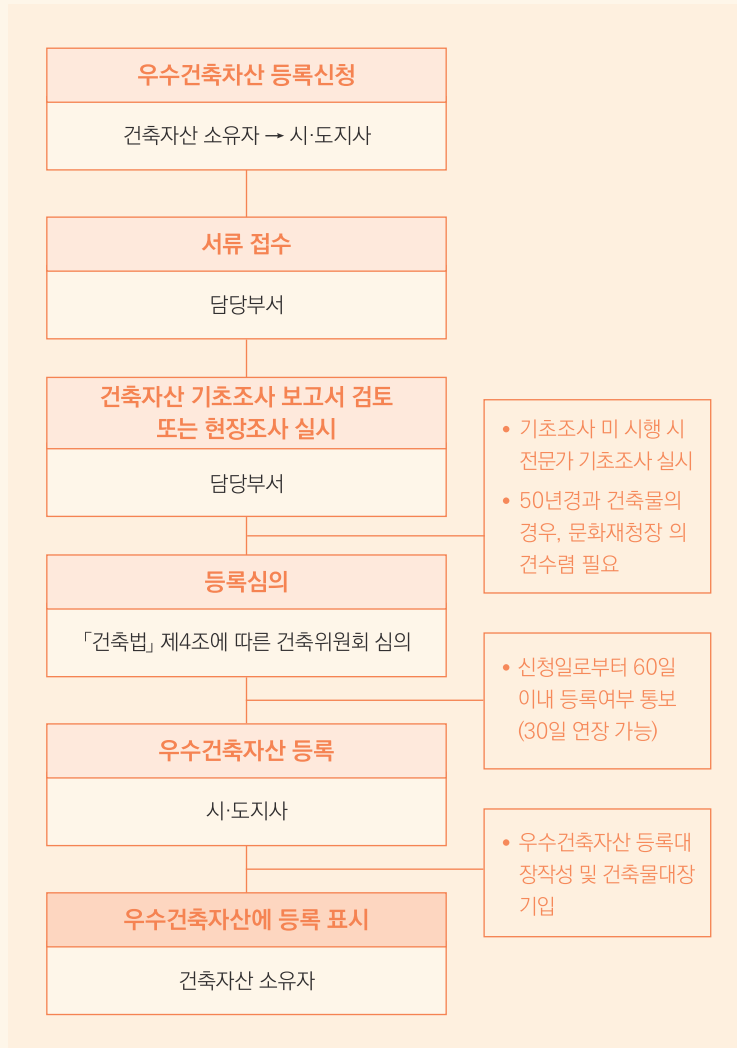 우수건축차산 등록신청
건축자산 소유자 → 시·도지사
서류 접수
담당부서
건축자산 기초조사 보고서 검토
또는 현장조사 실시
담당부서
• 기초조사 미 시행 시
전문가 기초조사 실시
• 50년경과 건축물의
경우, 문화재청장 의
견수렴 필요
등록심의
「건축법」 제4조에 따른 건축위원회 심의
• 신청일로부터 60일
이내 등록여부 통보
(30일 연장 가능)
우수건축자산 등록
시·도지사
• 우수건축자산 등록대
장작성 및 건축물대장
기입
우수건축자산에 등록 표시
건축자산 소유자